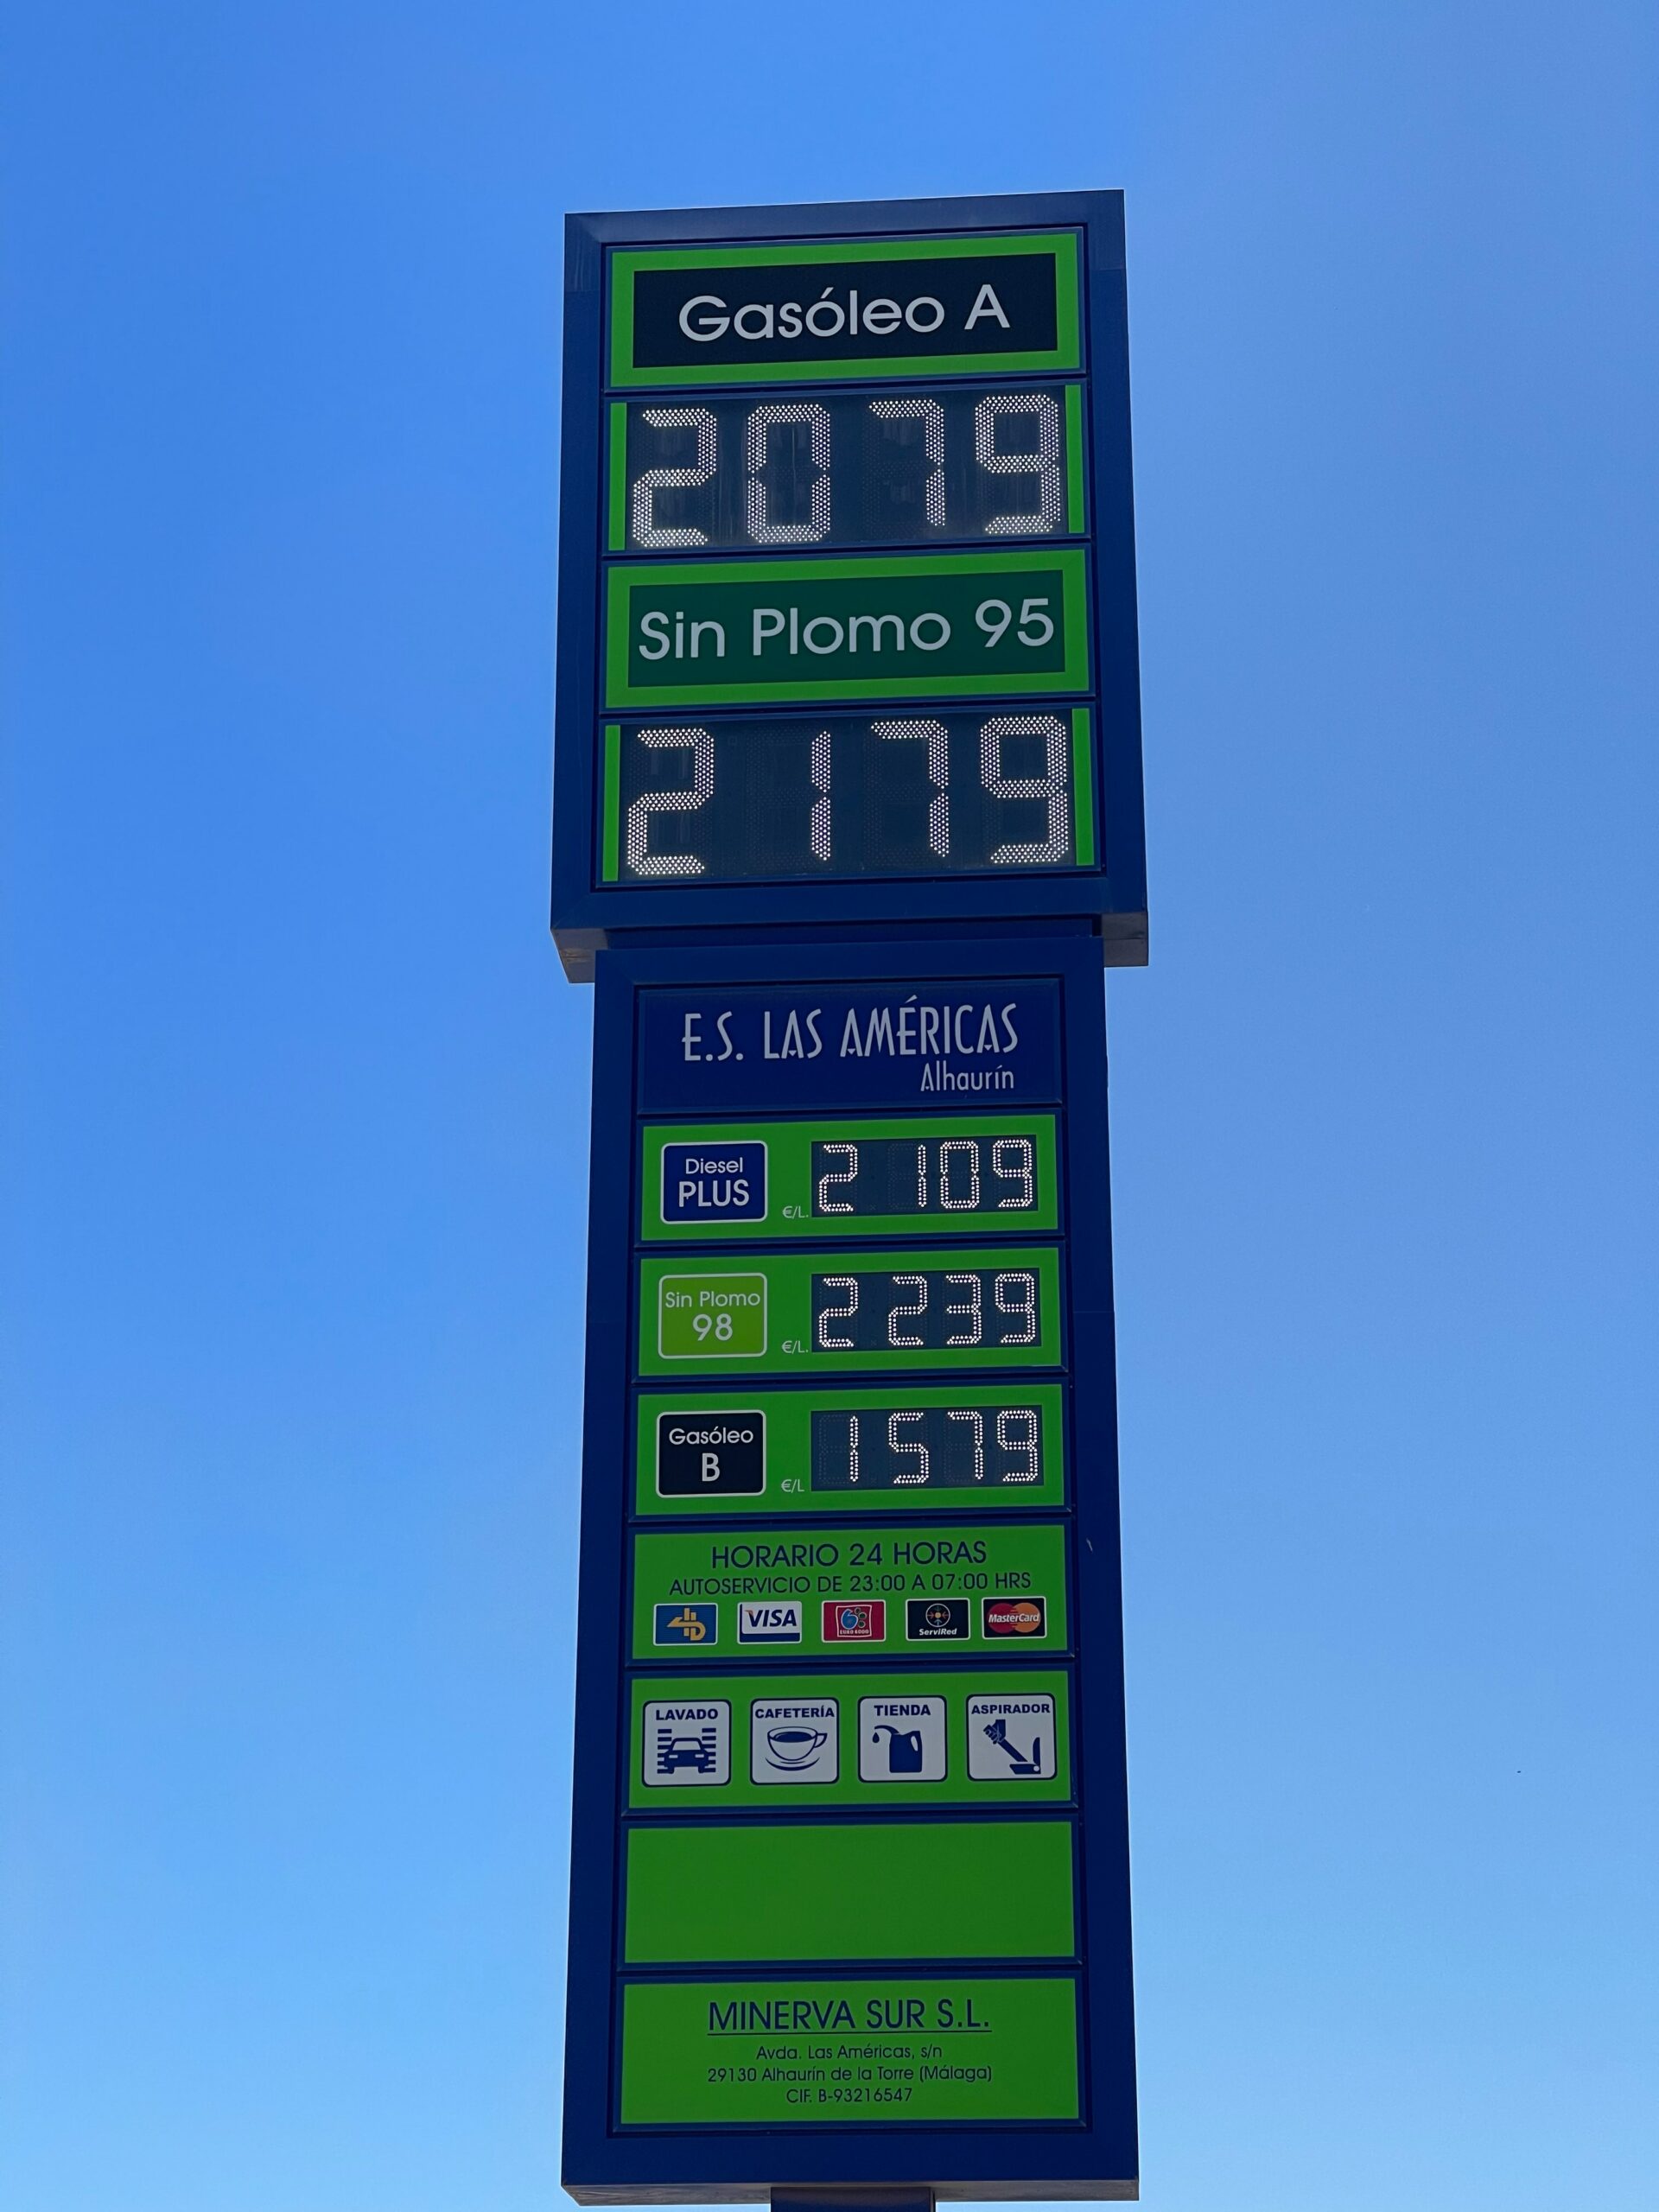 Gasóleo A
2079
Sin Plomo 95
2179
E.S. LAS AMÉRICAS
Alhaurín
Diesel
PLUS
€/L.
2109
Sin Plomo
98
€/L.
2239
Gasóleo
B
€/L
1579
HORARIO 24 HORAS
AUTOSERVICIO DE 23:00 A 07:00 HRS
VISA
EURO 6000
ServiRed
MasterCard
LAVADO
CAFETERÍA
TIENDA
ASPIRADOR
MINERVA SUR S.L.
Avda. Las Américas, s/n
29130 Alhaurín de la Torre (Málaga)
CIF. B-93216547